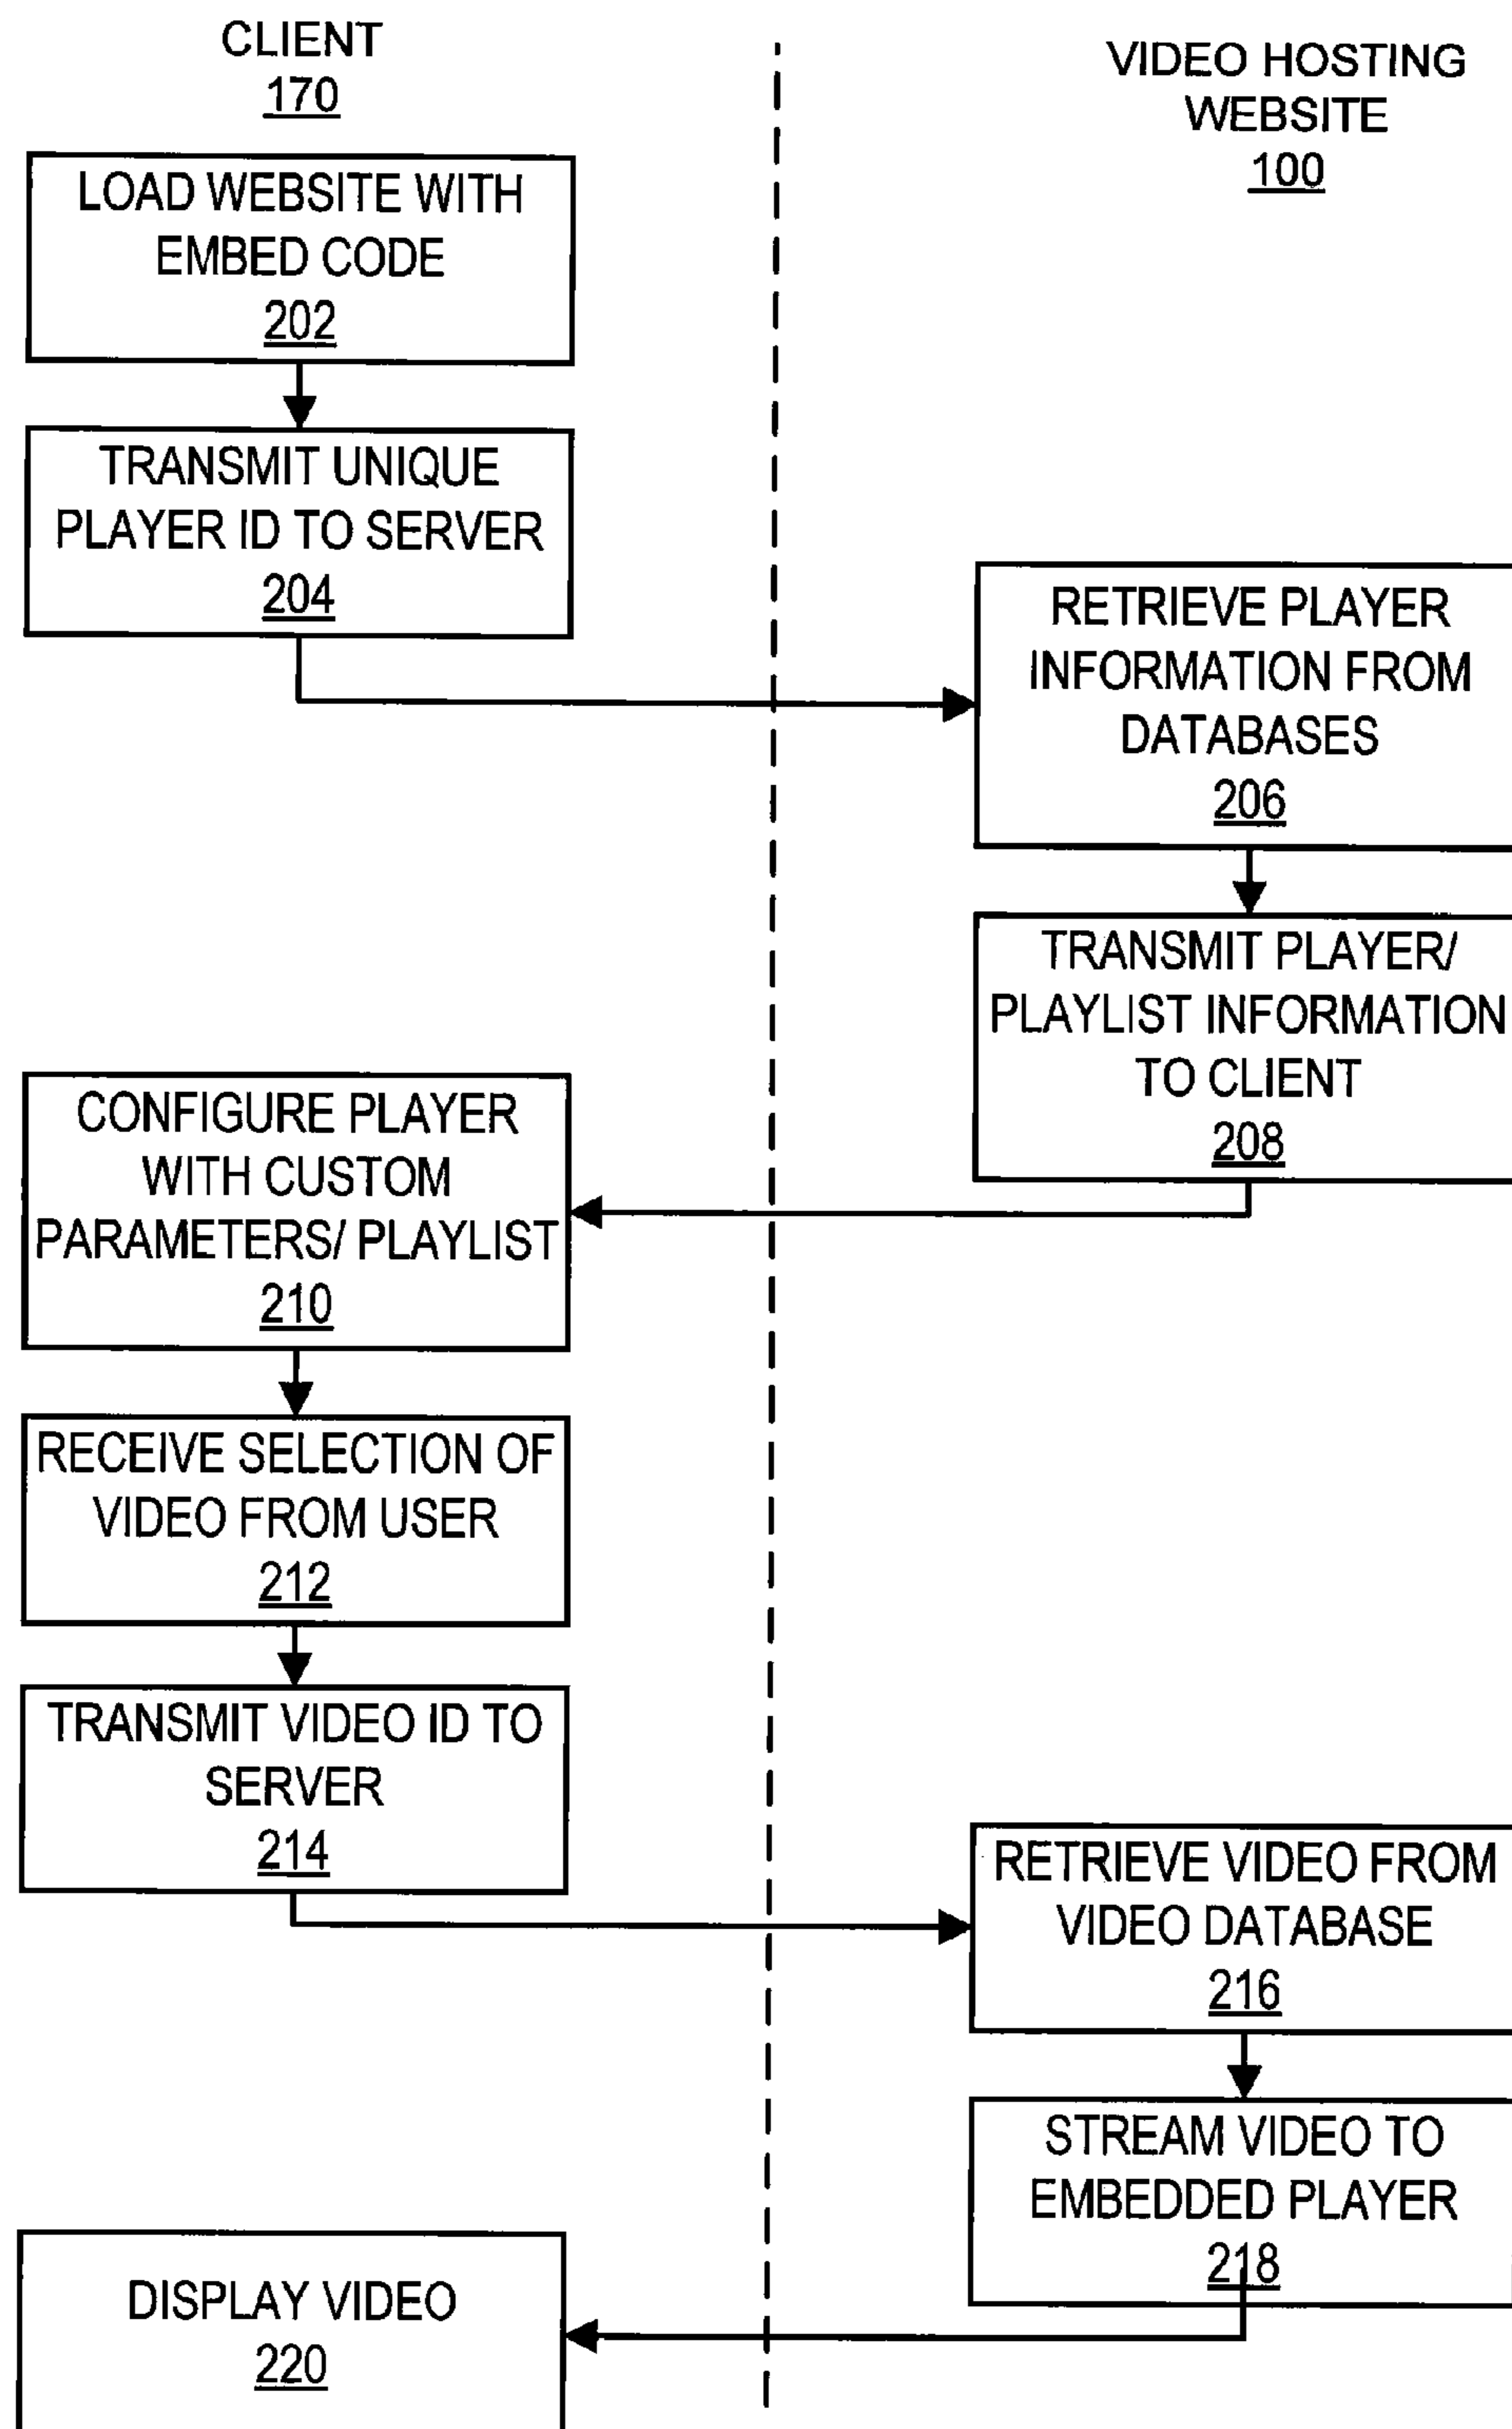 CLIENT
170
VIDEO HOSTING
WEBSITE
100
LOAD WEBSITE WITH
EMBED CODE
202
TRANSMIT UNIQUE
PLAYER ID TO SERVER
204
RETRIEVE PLAYER
INFORMATION FROM
DATABASES
206
TRANSMIT PLAYER/
PLAYLIST INFORMATION
TO CLIENT
208
CONFIGURE PLAYER
WITH CUSTOM
PARAMETERS/ PLAYLIST
210
RECEIVE SELECTION OF
VIDEO FROM USER
212
TRANSMIT VIDEO ID TO
SERVER
214
RETRIEVE VIDEO FROM
VIDEO DATABASE
216
STREAM VIDEO TO
EMBEDDED PLAYER
218
DISPLAY VIDEO
220